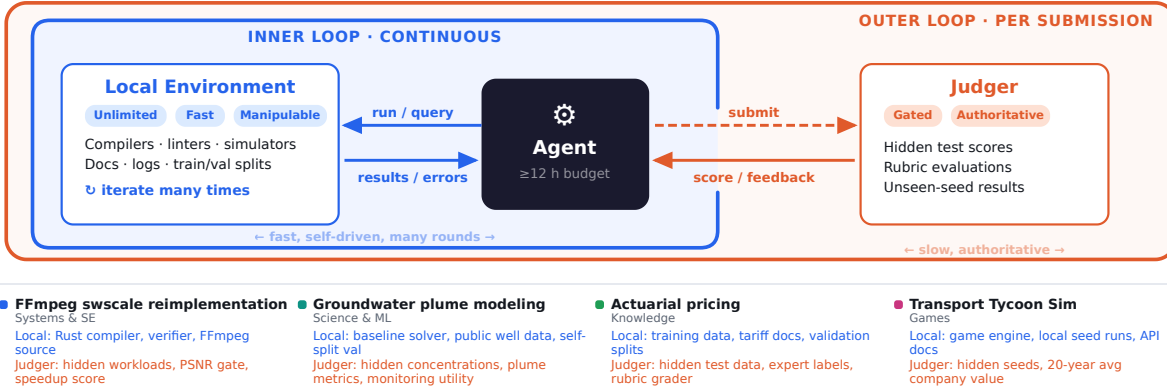 OUTER LOOP · PER SUBMISSION
INNER LOOP · CONTINUOUS
Local Environment
Unlimited Fast Manipulable
Compilers · linters · simulators
Docs · logs · train/val splits
↻ iterate many times
run / query
results / errors
Agent
≥12 h budget
submit
score / feedback
Judger
Gated Authoritative
Hidden test scores
Rubric evaluations
Unseen-seed results
← fast, self-driven, many rounds →
← slow, authoritative →
FFmpeg swscale reimplementation
Systems & SE
Local: Rust compiler, verifier, FFmpeg
source
Judger: hidden workloads, PSNR gate,
speedup score
Groundwater plume modeling
Science & ML
Local: baseline solver, public well data, self-
split val
Judger: hidden concentrations, plume
metrics, monitoring utility
Actuarial pricing
Knowledge
Local: training data, tariff docs, validation
splits
Judger: hidden test data, expert labels,
rubric grader
Transport Tycoon Sim
Games
Local: game engine, local seed runs, API
docs
Judger: hidden seeds, 20-year avg
company value